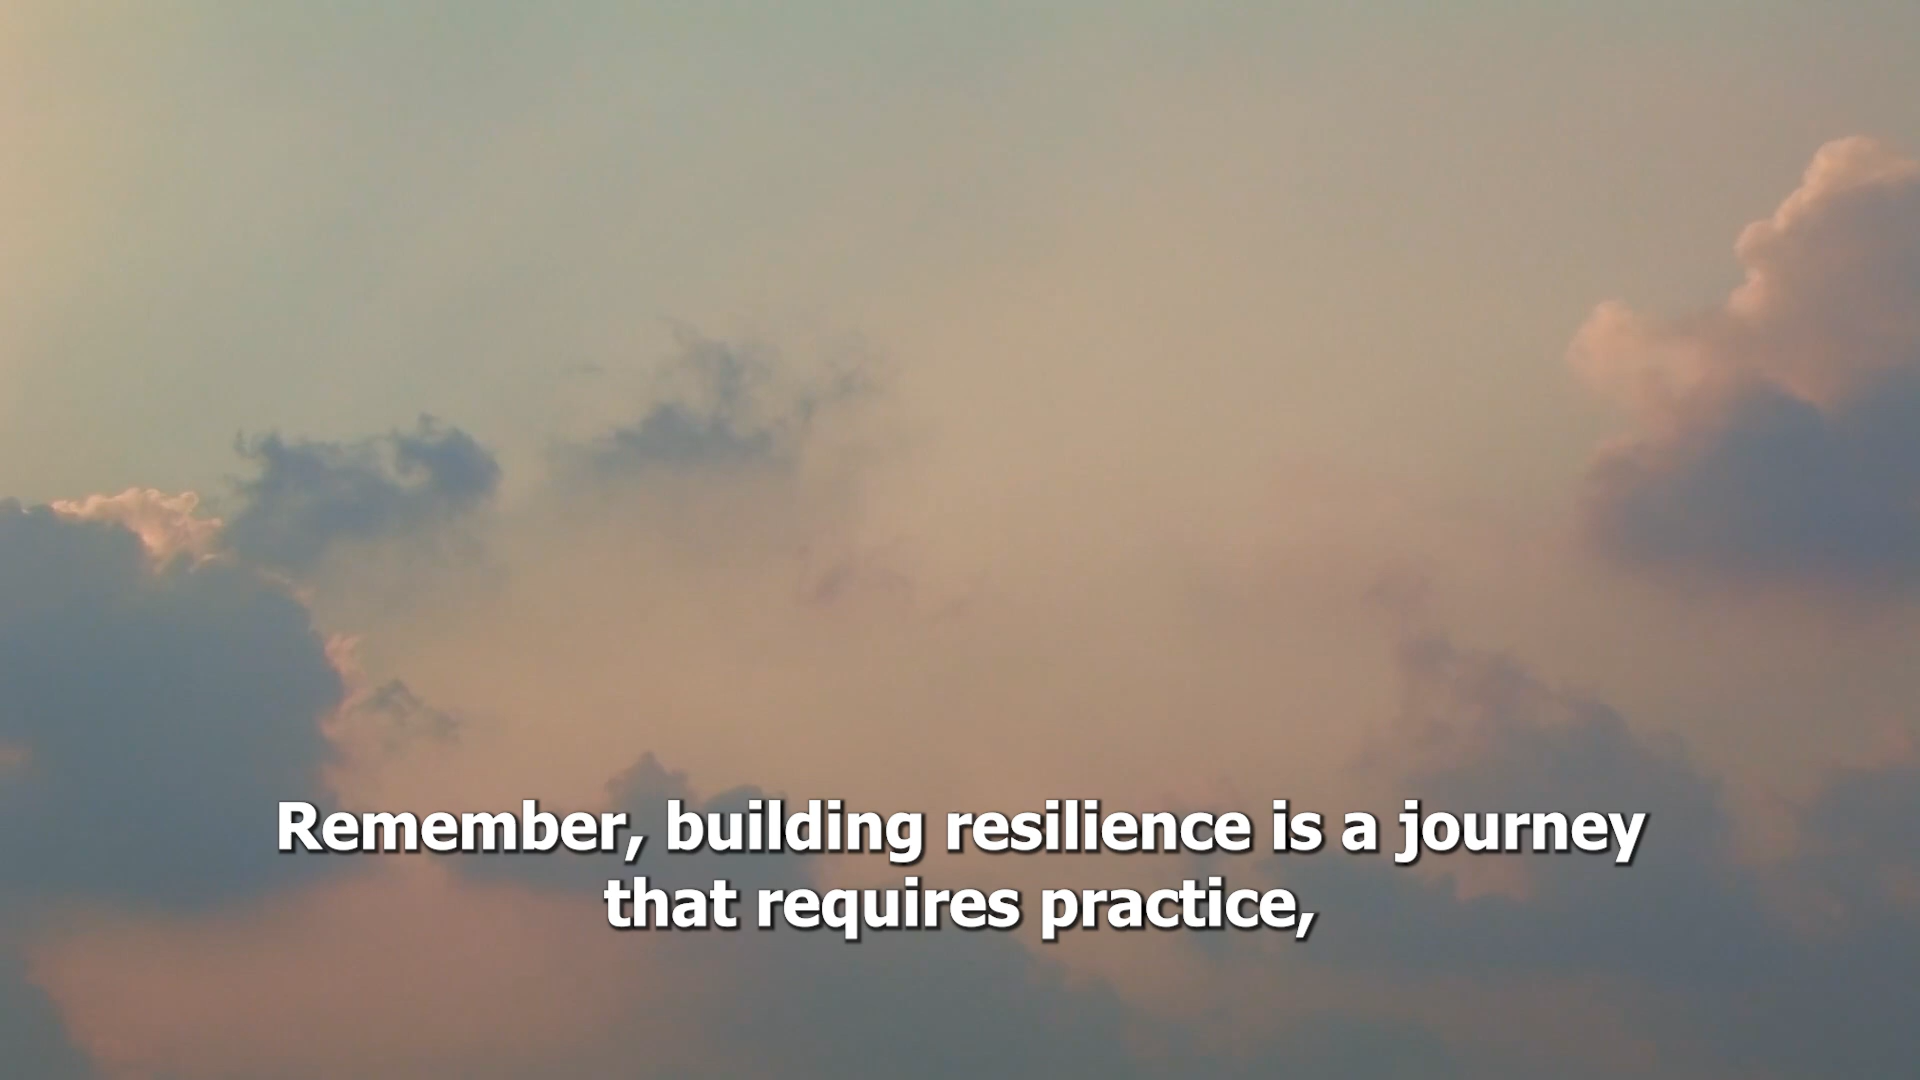 Remember, building resilience is a journey
that requires practice,